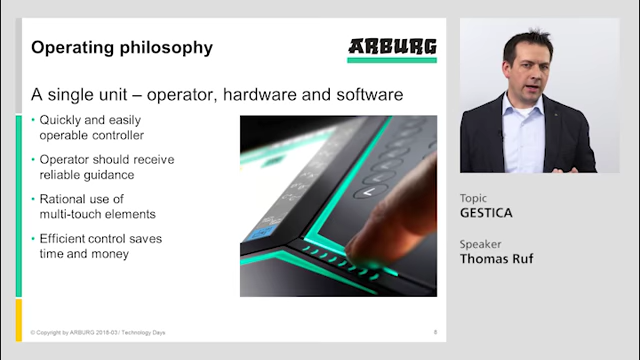 Operating philosophy
ARBURG
A single unit – operator, hardware and software
• Quickly and easily
operable controller
• Operator should receive
reliable guidance
• Rational use of
multi-touch elements
• Efficient control saves
time and money
© Copyright by ARBURG 2018-03 / Technology Days
8
Topic
GESTICA
Speaker
Thomas Ruf